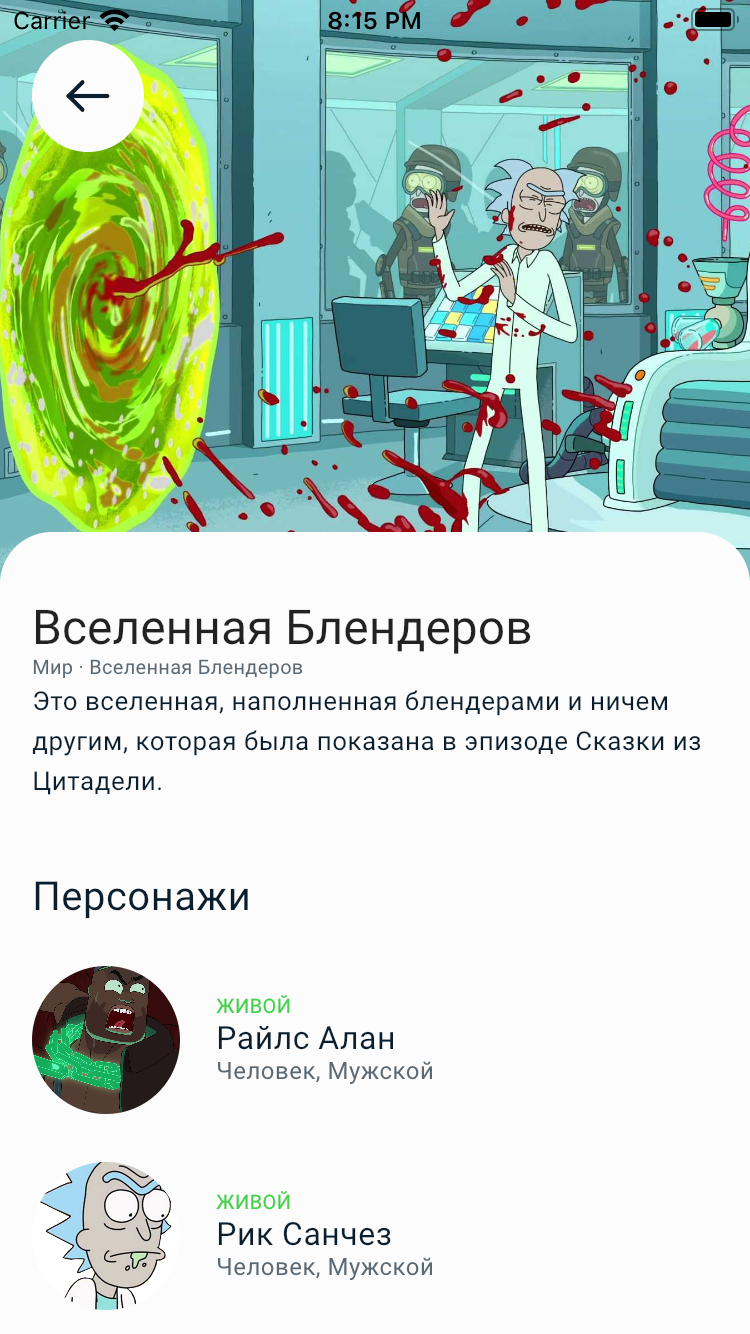 Carrier 8:15 PM
Вселенная Блендеров
Мир · Вселенная Блендеров
Это вселенная, наполненная блендерами и ничем
другим, которая была показана в эпизоде Сказки из
Цитадели.
Персонажи
ЖИВОЙ
Райлс Алан
Человек, Мужской
ЖИВОЙ
Рик Санчез
Человек, Мужской